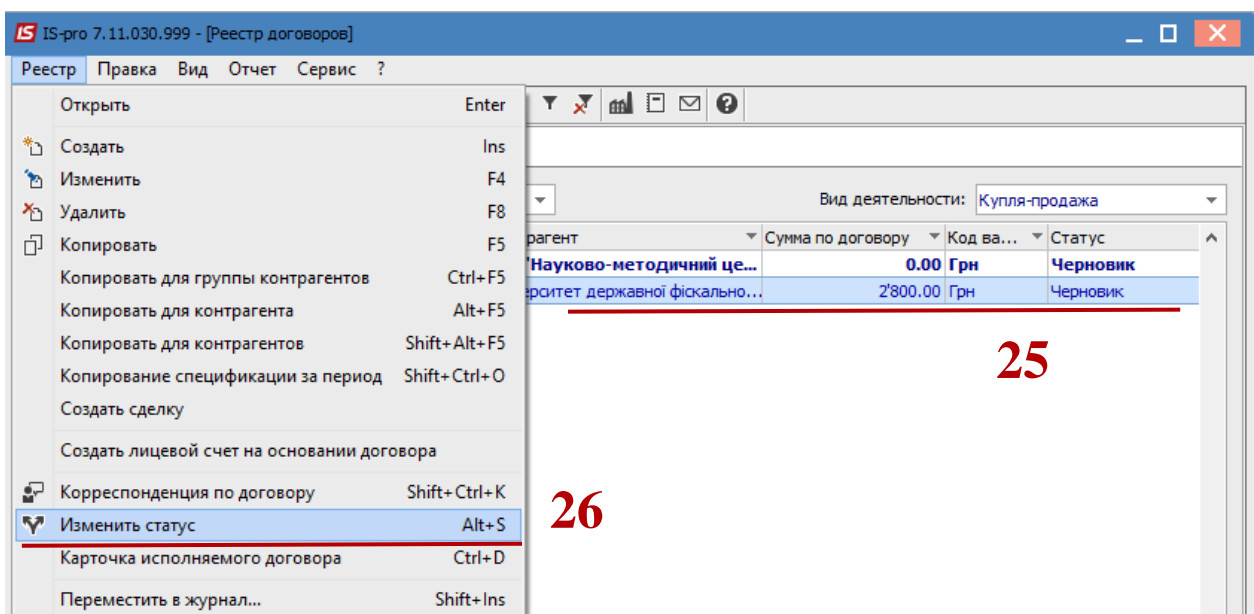 IS-pro 7.11.030.999 - [Реестр договоров]
Реестр Правка Вид Отчет Сервис ?
Открыть Enter
Создать Ins
Изменить F4
Удалить F8
Копировать F5
Копировать для группы контрагентов Ctrl+F5
Копировать для контрагента Alt+F5
Копировать для контрагентов Shift+Alt+F5
Копирование спецификации за период Shift+Ctrl+O
Создать сделку
Создать лицевой счет на основании договора
Корреспонденция по договору Shift+Ctrl+K
Изменить статус Alt+S
Карточка исполняемого договора Ctrl+D
Переместить в журнал... Shift+Ins
Вид деятельности: Купля-продажа
рагент Сумма по договору Код ва... Статус
"Науково-методичний це... 0.00 Грн Черновик
рситет державної фіскально... 2'800.00 Грн Черновик
25
26